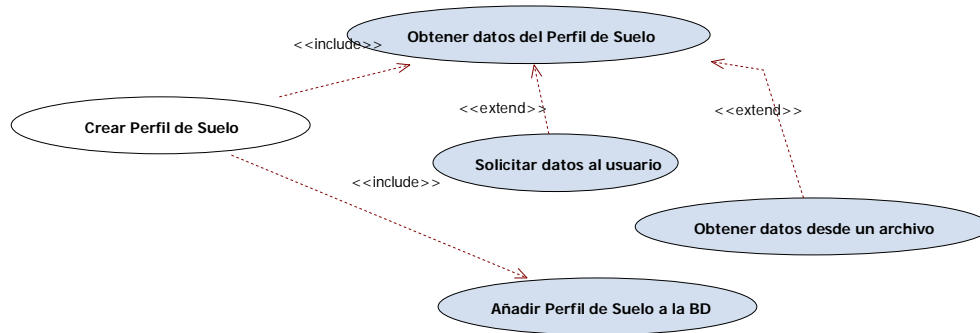 Obtener datos del Perfil de Suelo
<<include>>
<<extend>>
<<extend>>
Crear Perfil de Suelo
Solicitar datos al usuario
<<include>>
Obtener datos desde un archivo
Añadir Perfil de Suelo a la BD